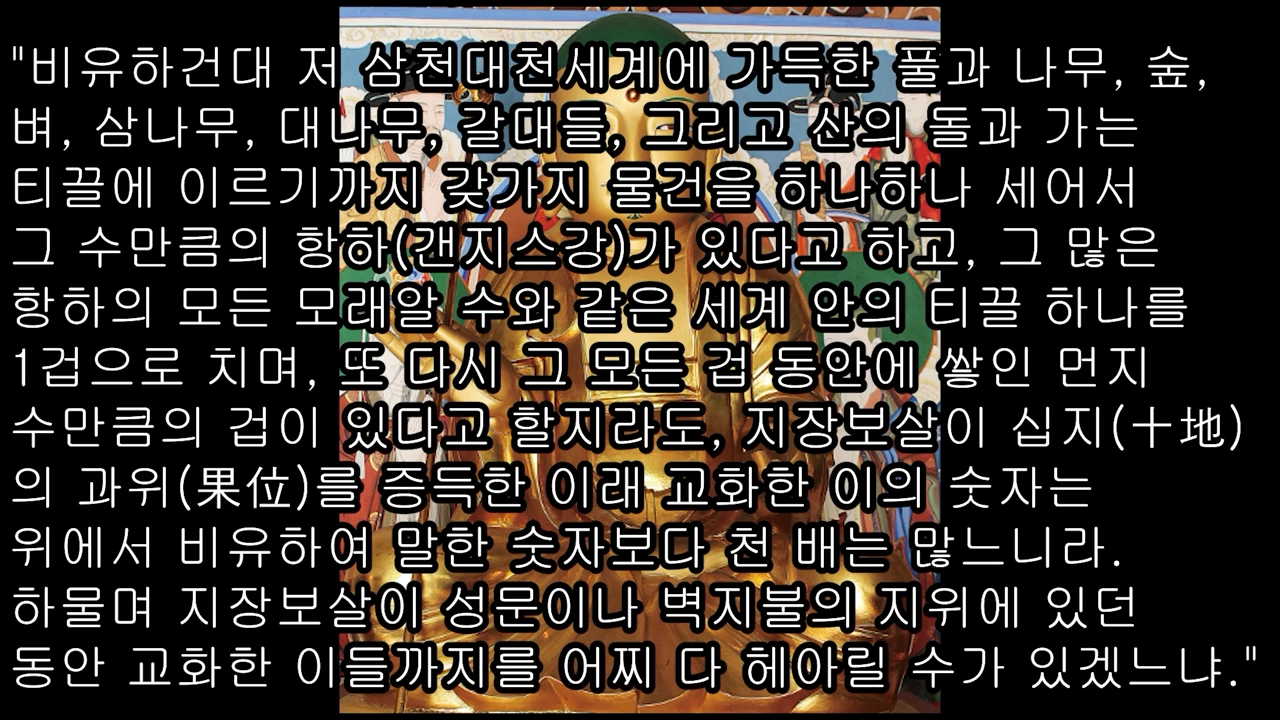 "비유하건대 저 삼천대천세계에 가득한 풀과 나무, 숲,
벼, 삼나무, 대나무, 갈대들, 그리고 산의 돌과 가는
티끌에 이르기까지 갖가지 물건을 하나하나 세어서
그 수만큼의 항하(갠지스강)가 있다고 하고, 그 많은
항하의 모든 모래알 수와 같은 세계 안의 티끌 하나를
1겁으로 치며, 또 다시 그 모든 겁 동안에 쌓인 먼지
수만큼의 겁이 있다고 할지라도, 지장보살이 십지(十地)
의 과위(果位)를 증득한 이래 교화한 이의 숫자는
위에서 비유하여 말한 숫자보다 천 배는 많느니라.
하물며 지장보살이 성문이나 벽지불의 지위에 있던
동안 교화한 이들까지를 어찌 다 헤아릴 수가 있겠느냐."